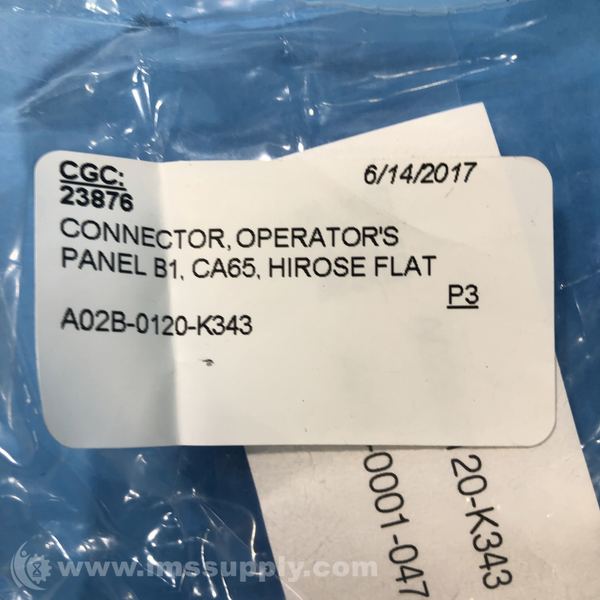 CGC:
6/14/2017
23876
CONNECTOR, OPERATOR'S
PANEL B1, CA65, HIROSE FLAT
P3
A02B-0120-K343
20-K343
-0001-047
www.imssupply.com